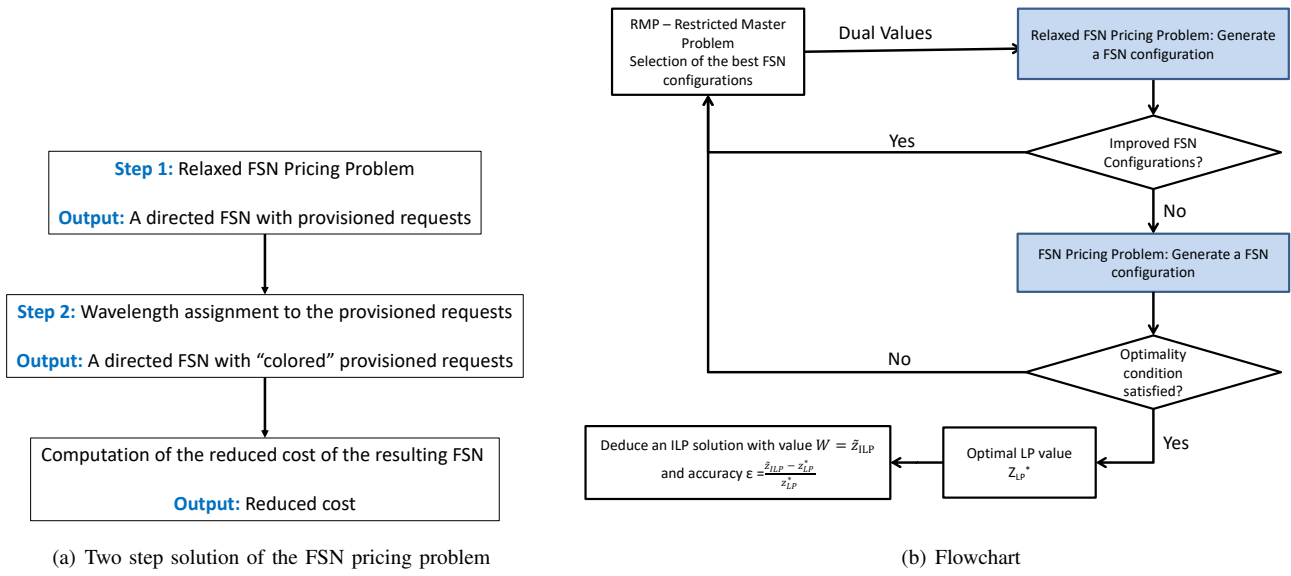 Step 1: Relaxed FSN Pricing Problem
Output: A directed FSN with provisioned requests
Step 2: Wavelength assignment to the provisioned requests
Output: A directed FSN with “colored” provisioned requests
Computation of the reduced cost of the resulting FSN
Output: Reduced cost
(a) Two step solution of the FSN pricing problem
RMP – Restricted Master
Problem
Selection of the best FSN
configurations
Dual Values
Relaxed FSN Pricing Problem: Generate
a FSN configuration
Improved FSN
Configurations?
Yes
No
FSN Pricing Problem: Generate a FSN
configuration
Optimality
condition
satisfied?
No
Yes
Optimal LP value
Z_LP*
Deduce an ILP solution with value W = z̃_ILP
and accuracy ε = (z̃_ILP − z*_LP) / z*_LP
(b) Flowchart